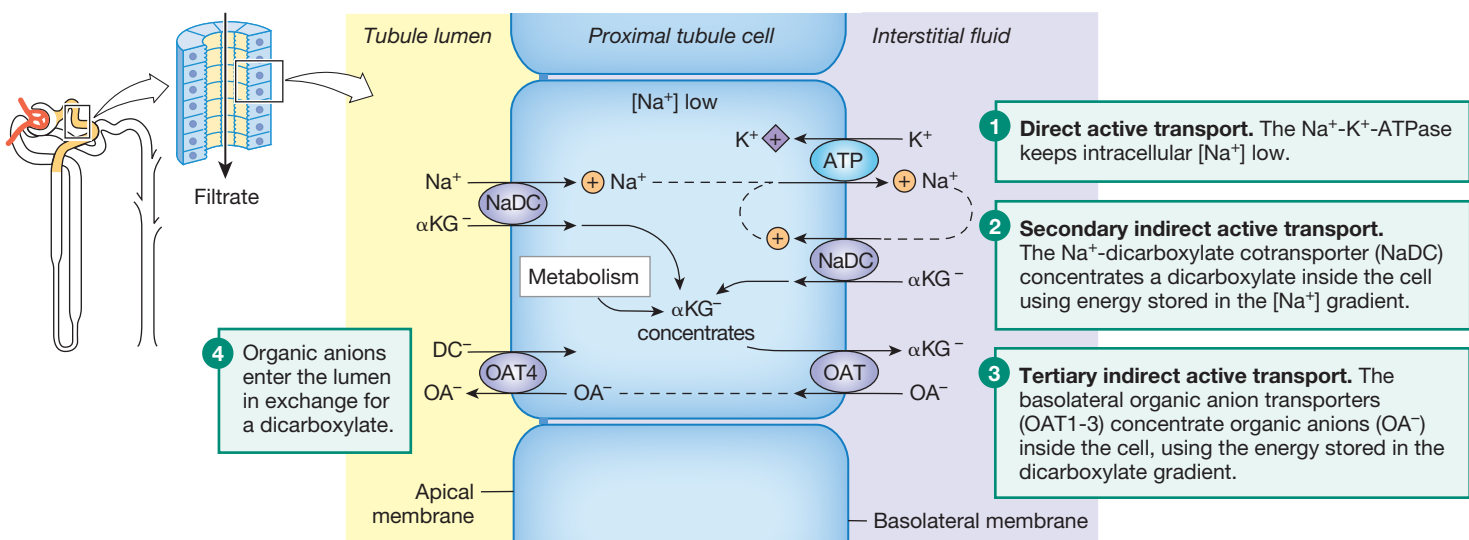 Tubule lumen
Proximal tubule cell
Interstitial fluid
Filtrate
[Na⁺] low
K⁺ +
K⁺
ATP
Na⁺
+ Na⁺
+ Na⁺
NaDC
αKG⁻
+
NaDC
αKG⁻
Metabolism
αKG⁻
concentrates
DC⁻
αKG⁻
OAT4
OAT
OA⁻
OA⁻
OA⁻
Apical
membrane
Basolateral membrane
1 Direct active transport. The Na⁺-K⁺-ATPase
keeps intracellular [Na⁺] low.
2 Secondary indirect active transport.
The Na⁺-dicarboxylate cotransporter (NaDC)
concentrates a dicarboxylate inside the cell
using energy stored in the [Na⁺] gradient.
3 Tertiary indirect active transport. The
basolateral organic anion transporters
(OAT1-3) concentrate organic anions (OA⁻)
inside the cell, using the energy stored in the
dicarboxylate gradient.
4 Organic anions
enter the lumen
in exchange for
a dicarboxylate.